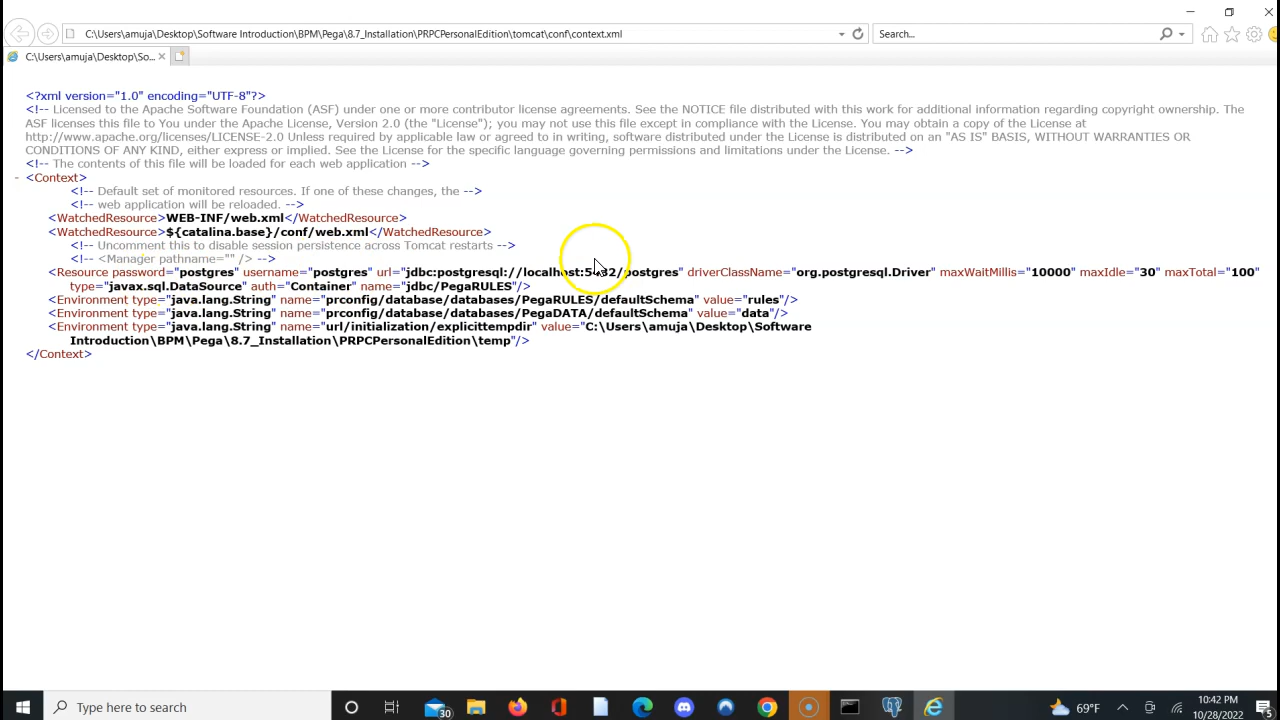 C:\Users\amuja\Desktop\Software Introduction\BPM\Pega\8.7_Installation\PRPCPersonalEdition\tomcat\conf\context.xml
Search...
C:\Users\amuja\Desktop\So...
<?xml version="1.0" encoding="UTF-8"?>
<!-- Licensed to the Apache Software Foundation (ASF) under one or more contributor license agreements. See the NOTICE file distributed with this work for additional information regarding copyright ownership. The
ASF licenses this file to You under the Apache License, Version 2.0 (the "License"); you may not use this file except in compliance with the License. You may obtain a copy of the License at
http://www.apache.org/licenses/LICENSE-2.0 Unless required by applicable law or agreed to in writing, software distributed under the License is distributed on an "AS IS" BASIS, WITHOUT WARRANTIES OR
CONDITIONS OF ANY KIND, either express or implied. See the License for the specific language governing permissions and limitations under the License. -->
<!-- The contents of this file will be loaded for each web application -->
- <Context>
<!-- Default set of monitored resources. If one of these changes, the -->
<!-- web application will be reloaded. -->
<WatchedResource>WEB-INF/web.xml</WatchedResource>
<WatchedResource>${catalina.base}/conf/web.xml</WatchedResource>
<!-- Uncomment this to disable session persistence across Tomcat restarts -->
<!-- <Manager pathname="" /> -->
<Resource password="postgres" username="postgres" url="jdbc:postgresql://localhost:5432/postgres" driverClassName="org.postgresql.Driver" maxWaitMillis="10000" maxIdle="30" maxTotal="100"
type="javax.sql.DataSource" auth="Container" name="jdbc/PegaRULES"/>
<Environment type="java.lang.String" name="prconfig/database/databases/PegaRULES/defaultSchema" value="rules"/>
<Environment type="java.lang.String" name="prconfig/database/databases/PegaDATA/defaultSchema" value="data"/>
<Environment type="java.lang.String" name="url/initialization/explicittempdir" value="C:\Users\amuja\Desktop\Software
Introduction\BPM\Pega\8.7_Installation\PRPCPersonalEdition\temp"/>
</Context>
Type here to search
30
69°F
10:42 PM
10/28/2022
5